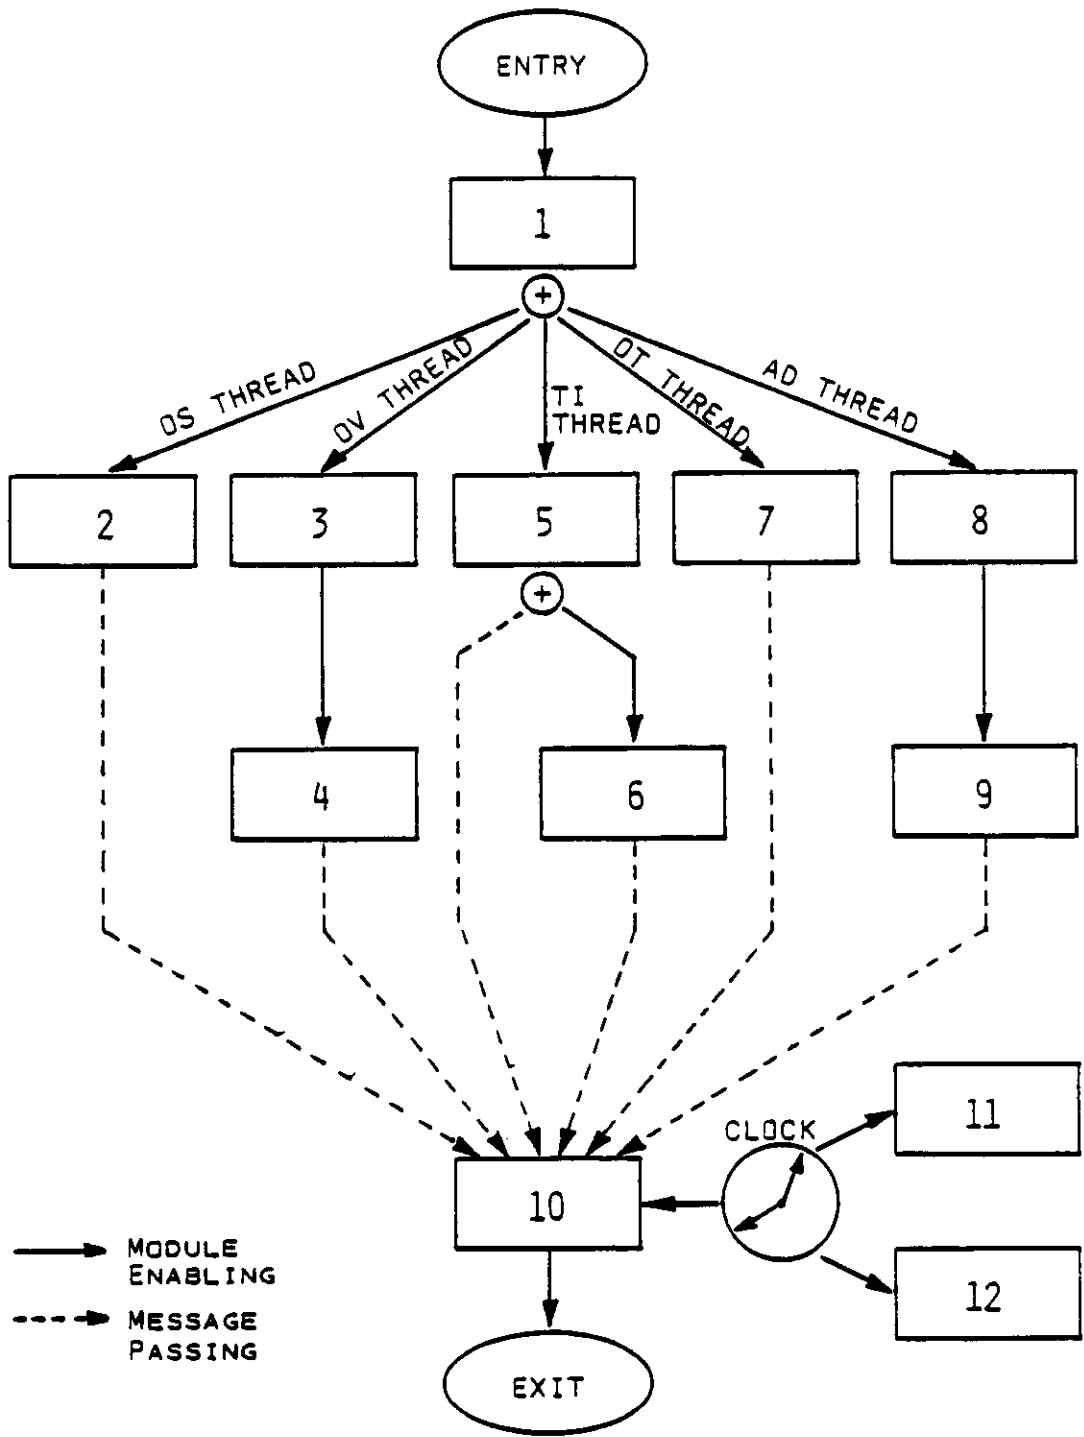 ENTRY
1
+
OS THREAD
OV THREAD
TI
THREAD
OT THREAD
AD THREAD
2
3
5
7
8
+
4
6
9
11
CLOCK
10
12
MODULE
ENABLING
MESSAGE
PASSING
EXIT